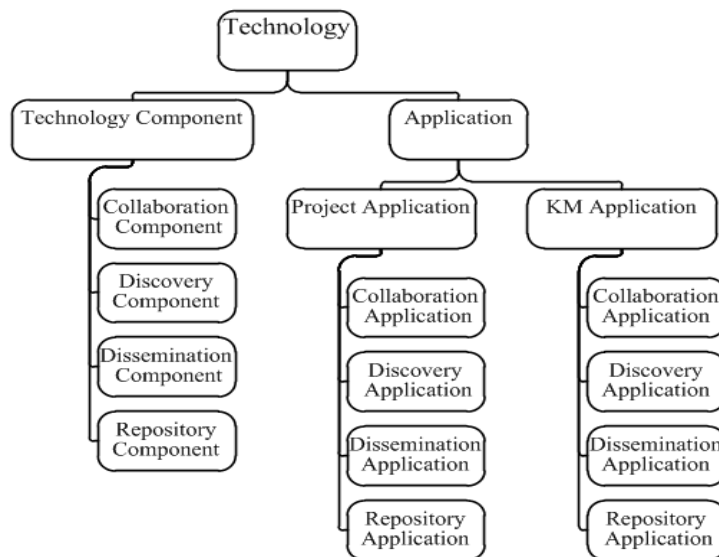 Technology
Technology Component
Application
Collaboration
Component
Discovery
Component
Dissemination
Component
Repository
Component
Project Application
KM Application
Collaboration
Application
Discovery
Application
Dissemination
Application
Repository
Application
Collaboration
Application
Discovery
Application
Dissemination
Application
Repository
Application